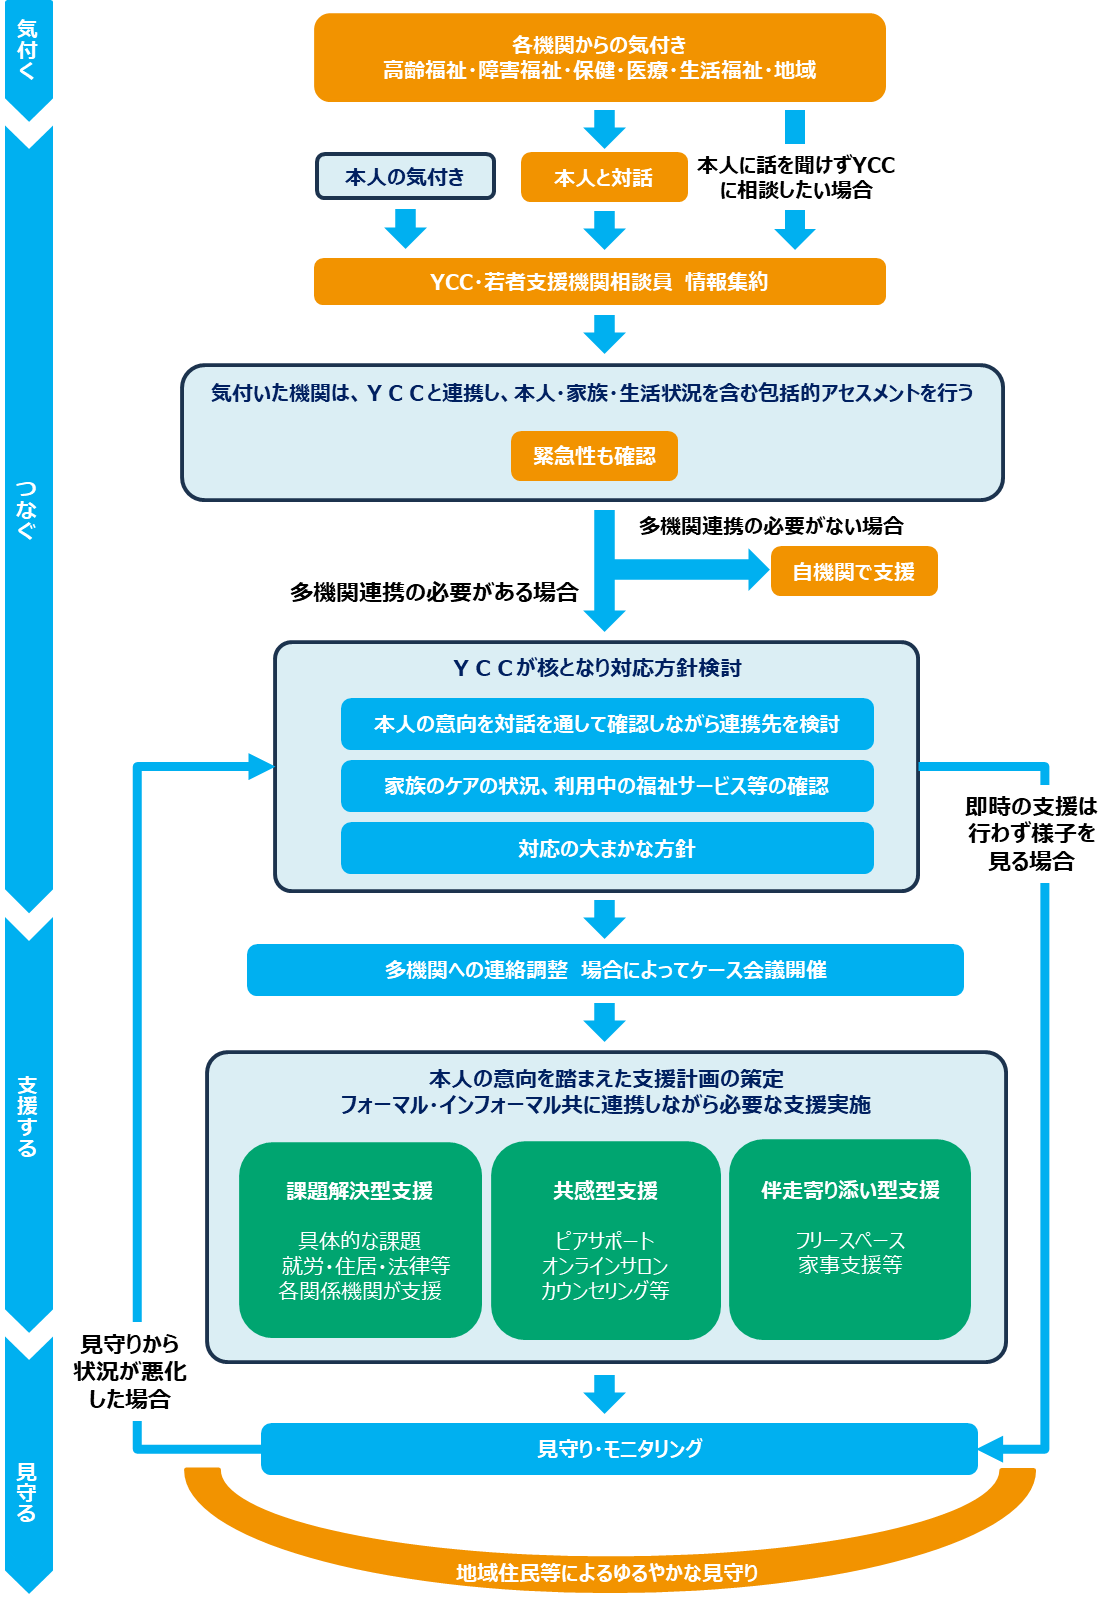 気付く
各機関からの気付き
高齢福祉・障害福祉・保健・医療・生活福祉・地域
つなぐ
本人の気付き
本人と対話
本人に話を聞けずYCC
に相談したい場合
YCC・若者支援機関相談員 情報集約
気付いた機関は、ＹＣＣと連携し、本人・家族・生活状況を含む包括的アセスメントを行う
緊急性も確認
多機関連携の必要がない場合
自機関で支援
多機関連携の必要がある場合
ＹＣＣが核となり対応方針検討
本人の意向を対話を通して確認しながら連携先を検討
家族のケアの状況、利用中の福祉サービス等の確認
対応の大まかな方針
即時の支援は
行わず様子を
見る場合
支援する
多機関への連絡調整 場合によってケース会議開催
本人の意向を踏まえた支援計画の策定
フォーマル・インフォーマル共に連携しながら必要な支援実施
課題解決型支援
具体的な課題
就労・住居・法律等
各関係機関が支援
共感型支援
ピアサポート
オンラインサロン
カウンセリング等
伴走寄り添い型支援
フリースペース
家事支援等
見守りから
状況が悪化
した場合
見守る
見守り・モニタリング
地域住民等によるゆるやかな見守り